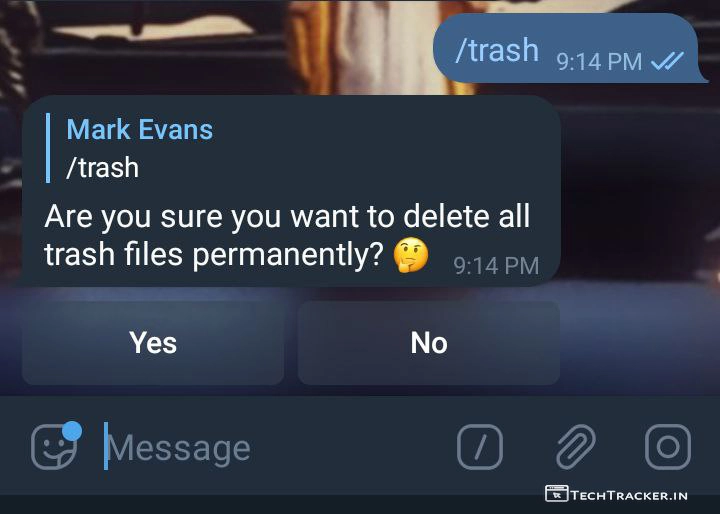 /trash 9:14 PM
Mark Evans
/trash
Are you sure you want to delete all
trash files permanently? 🤔 9:14 PM
Yes No
Message
TECHTRACKER.IN